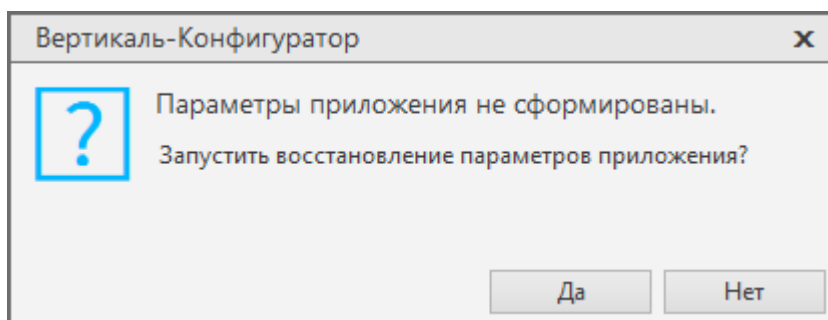 Вертикаль-Конфигуратор
Параметры приложения не сформированы.
Запустить восстановление параметров приложения?
Да
Нет